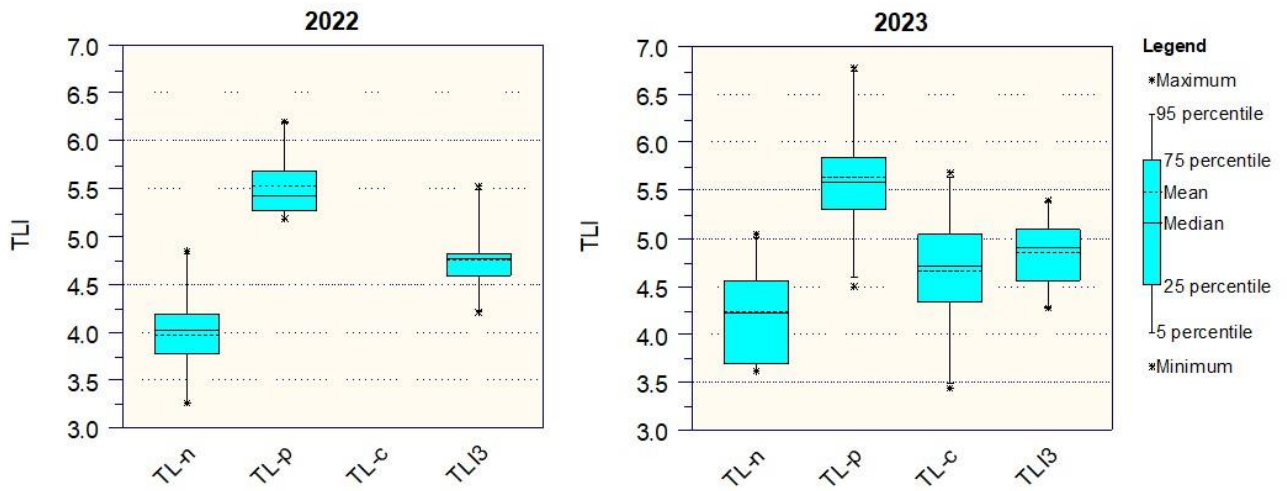 2022
TLI
7.0
6.5
6.0
5.5
5.0
4.5
4.0
3.5
3.0
TL-n
TL-p
TL-c
TLI3
2023
TLI
7.0
6.5
6.0
5.5
5.0
4.5
4.0
3.5
3.0
TL-n
TL-p
TL-c
TLI3
Legend
*Maximum
95 percentile
75 percentile
Mean
Median
25 percentile
5 percentile
*Minimum